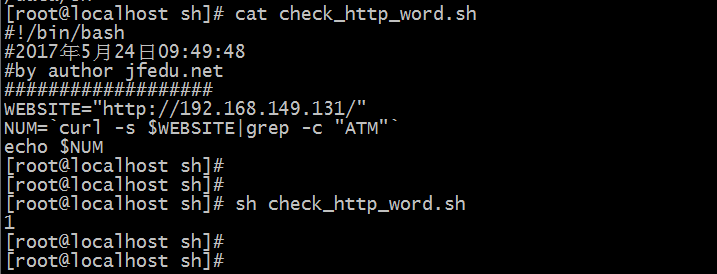 [root@localhost sh]# cat check_http_word.sh
#!/bin/bash
#2017年5月24日09:49:48
#by author jfedu.net
###################
WEBSITE="http://192.168.149.131/"
NUM=`curl -s $WEBSITE|grep -c "ATM"`
echo $NUM
[root@localhost sh]#
[root@localhost sh]#
[root@localhost sh]# sh check_http_word.sh
1
[root@localhost sh]#
[root@localhost sh]#